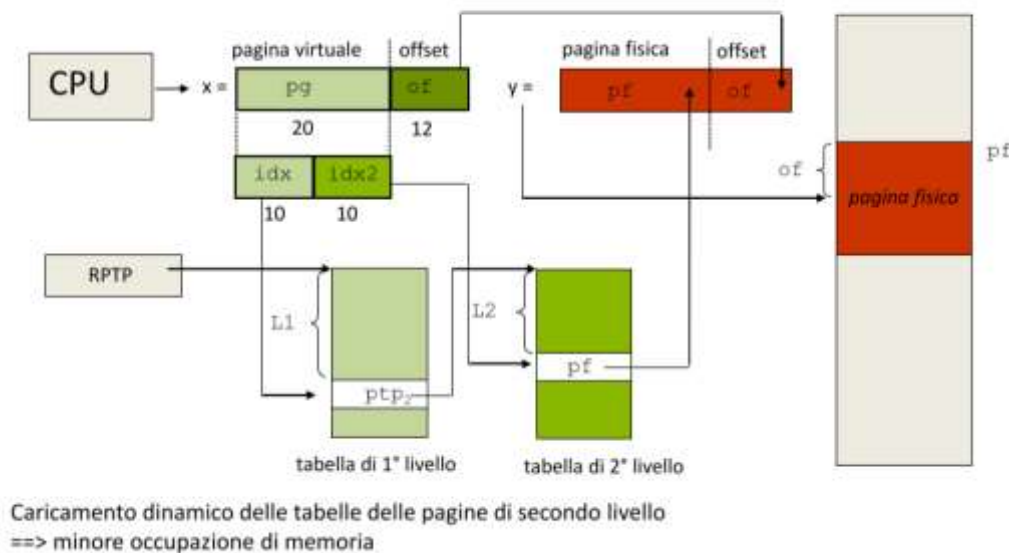 pagina virtuale offset
pagina fisica offset
CPU
x = pg of
y = pf of
20 12
idx idx2
10 10
of
pf
pagina fisica
RPTP
L1
L2
ptp₂
pf
tabella di 1° livello
tabella di 2° livello
Caricamento dinamico delle tabelle delle pagine di secondo livello
==> minore occupazione di memoria